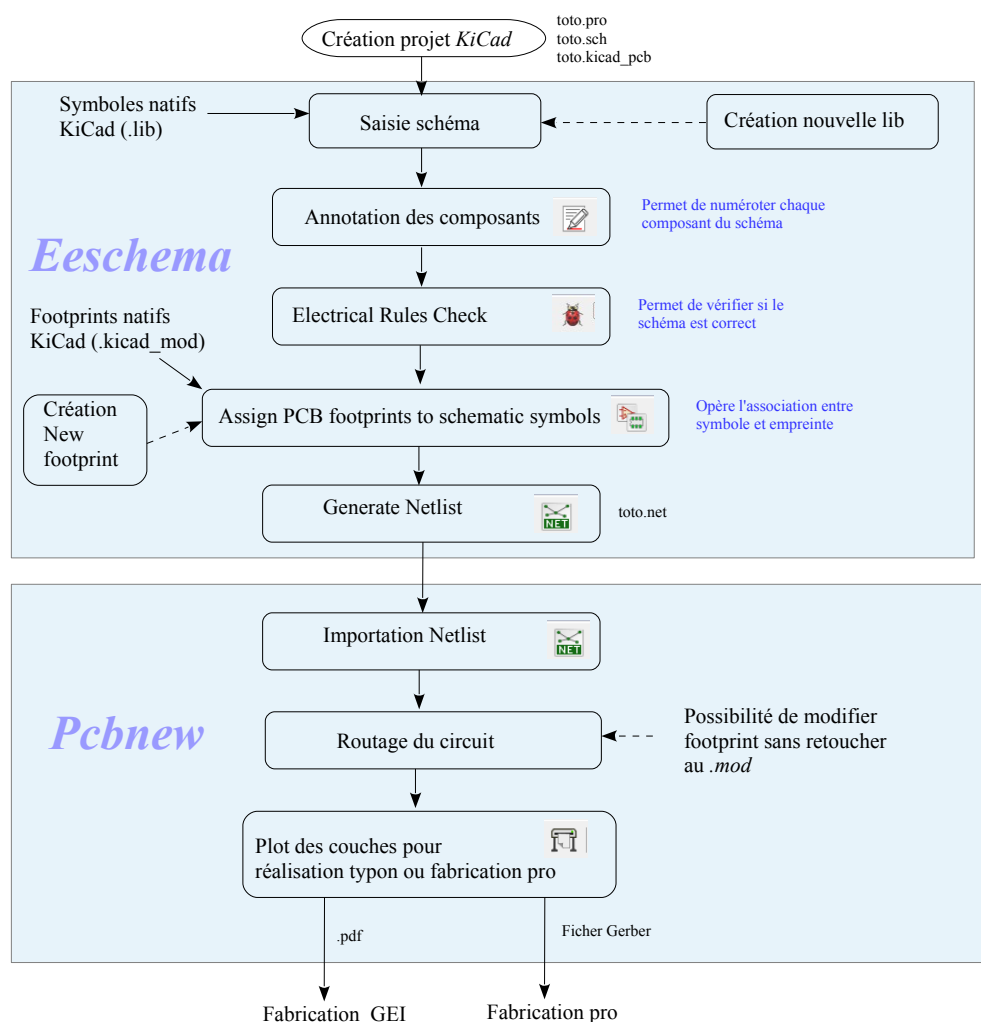 Création projet KiCad
toto.pro
toto.sch
toto.kicad_pcb
Symboles natifs
KiCad (.lib)
Saisie schéma
Création nouvelle lib
Annotation des composants
Permet de numéroter chaque
composant du schéma
Eeschema
Electrical Rules Check
Permet de vérifier si le
schéma est correct
Footprints natifs
KiCad (.kicad_mod)
Création
New
footprint
Assign PCB footprints to schematic symbols
Opère l'association entre
symbole et empreinte
Generate Netlist
NET
toto.net
Importation Netlist
NET
Pcbnew
Routage du circuit
Possibilité de modifier
footprint sans retoucher
au .mod
Plot des couches pour
réalisation typon ou fabrication pro
.pdf
Ficher Gerber
Fabrication GEI
Fabrication pro